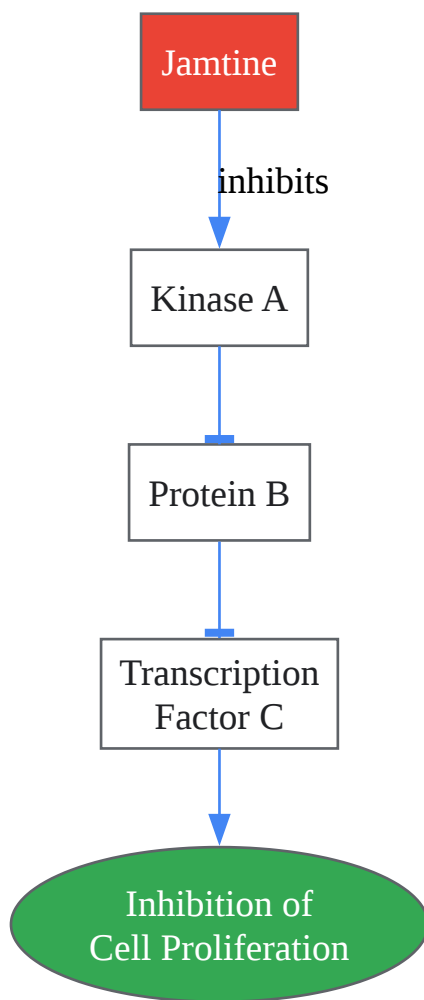 Jamtine
inhibits
Kinase A
Protein B
Transcription
Factor C
Inhibition of
Cell Proliferation